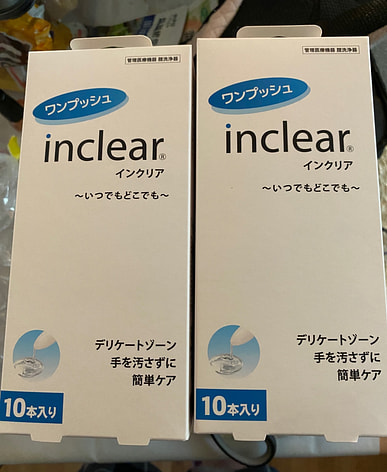 管理医療機器 膣洗浄器
ワンプッシュ
inclear®
インクリア
～いつでもどこでも～
デリケートゾーン
手を汚さずに
簡単ケア
10本入り
管理医療機器 膣洗浄器
ワンプッシュ
inclear®
インクリア
～いつでもどこでも～
デリケートゾーン
手を汚さずに
簡単ケア
10本入り